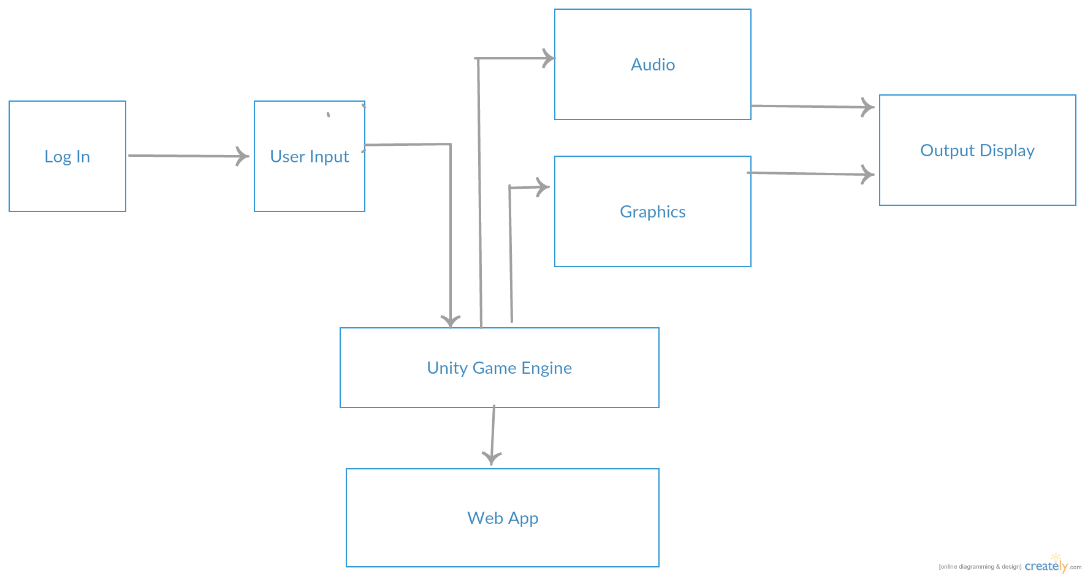 Audio
Log In
User Input
Output Display
Graphics
Unity Game Engine
Web App
[online diagramming & design] creately.com